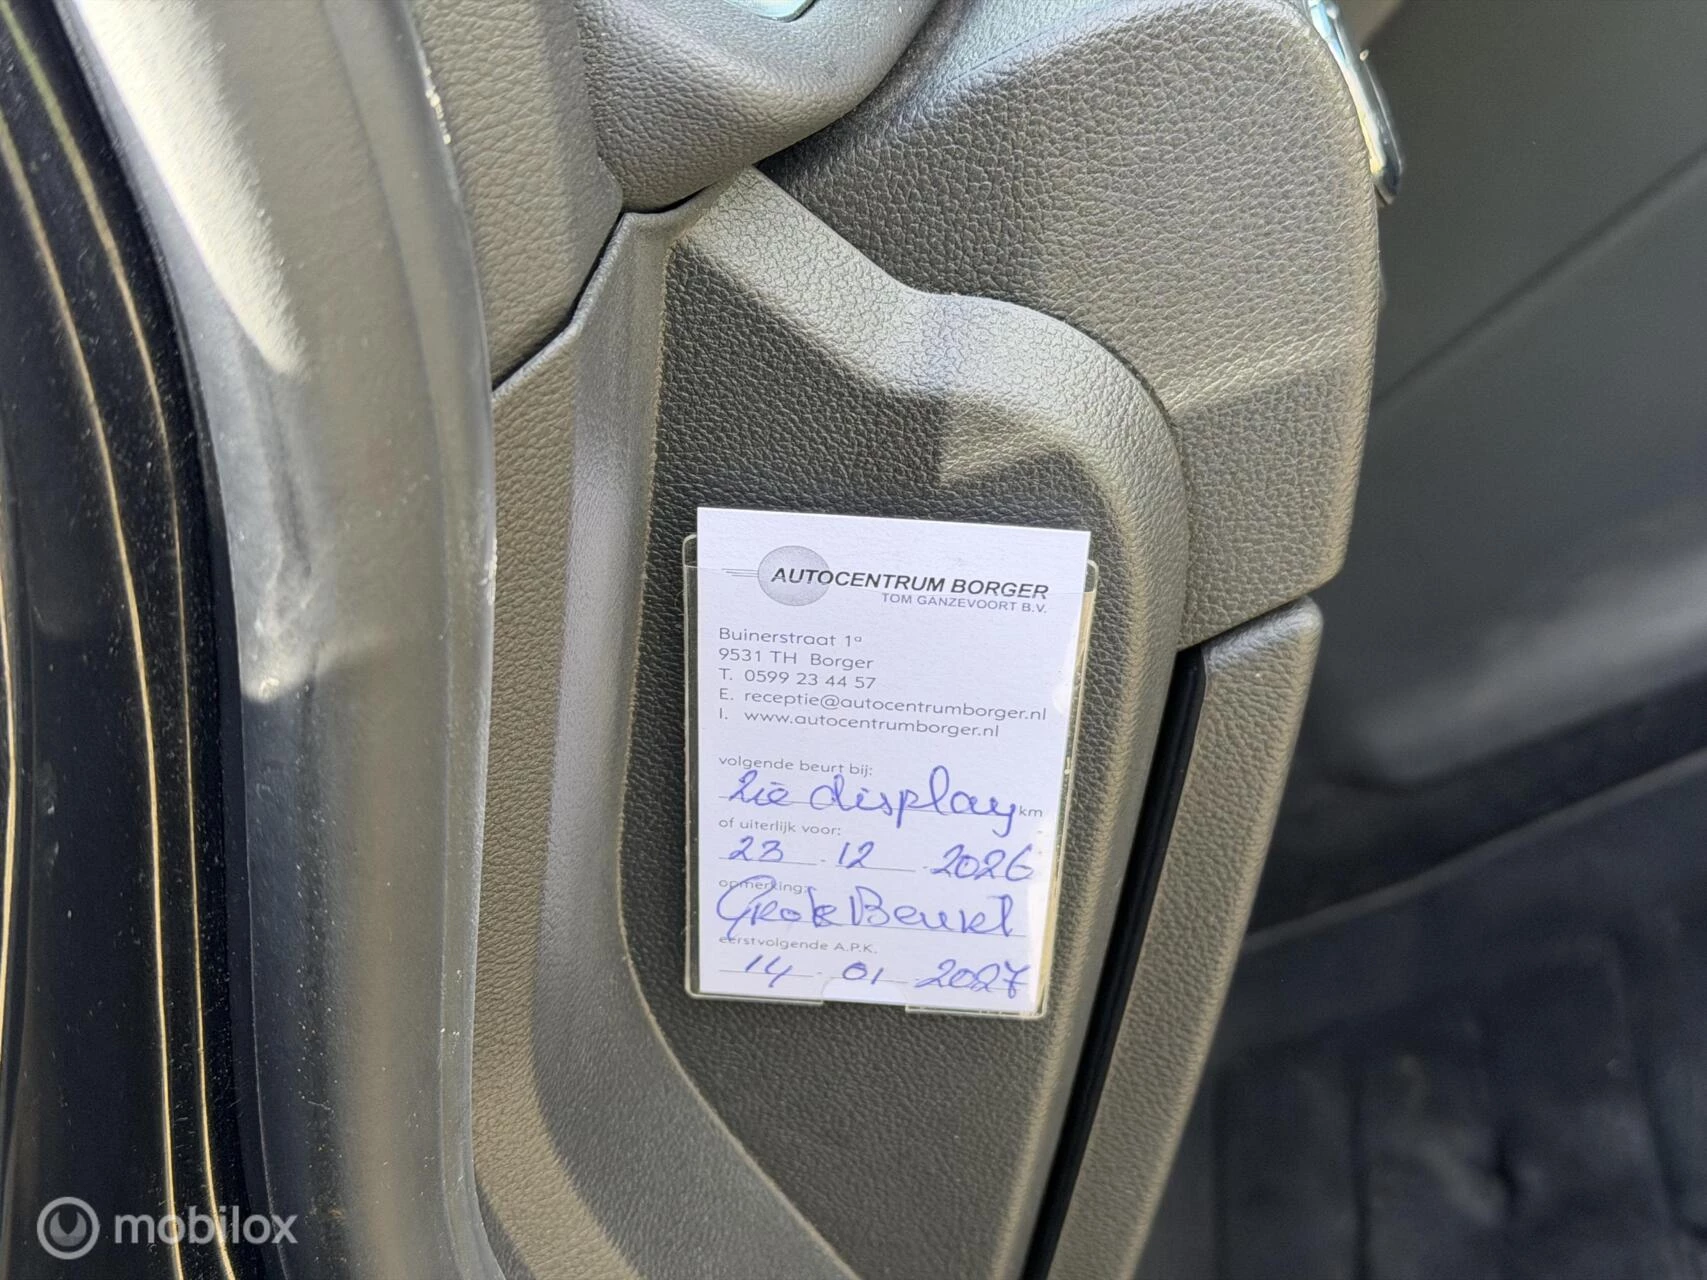 AUTOCENTRUM BORGER
TOM GANZEVOORT B.V.
Buinerstraat 1ª
9531 TH Borger
T. 0599 23 44 57
E. receptie@autocentrumborger.nl
I. www.autocentrumborger.nl
volgende beurt bij:
Zie display km
of uiterlijk voor:
23 . 12 . 2026
opmerking:
Grote Beurt
eerstvolgende A.P.K.
14 . 01 . 2027
mobilox